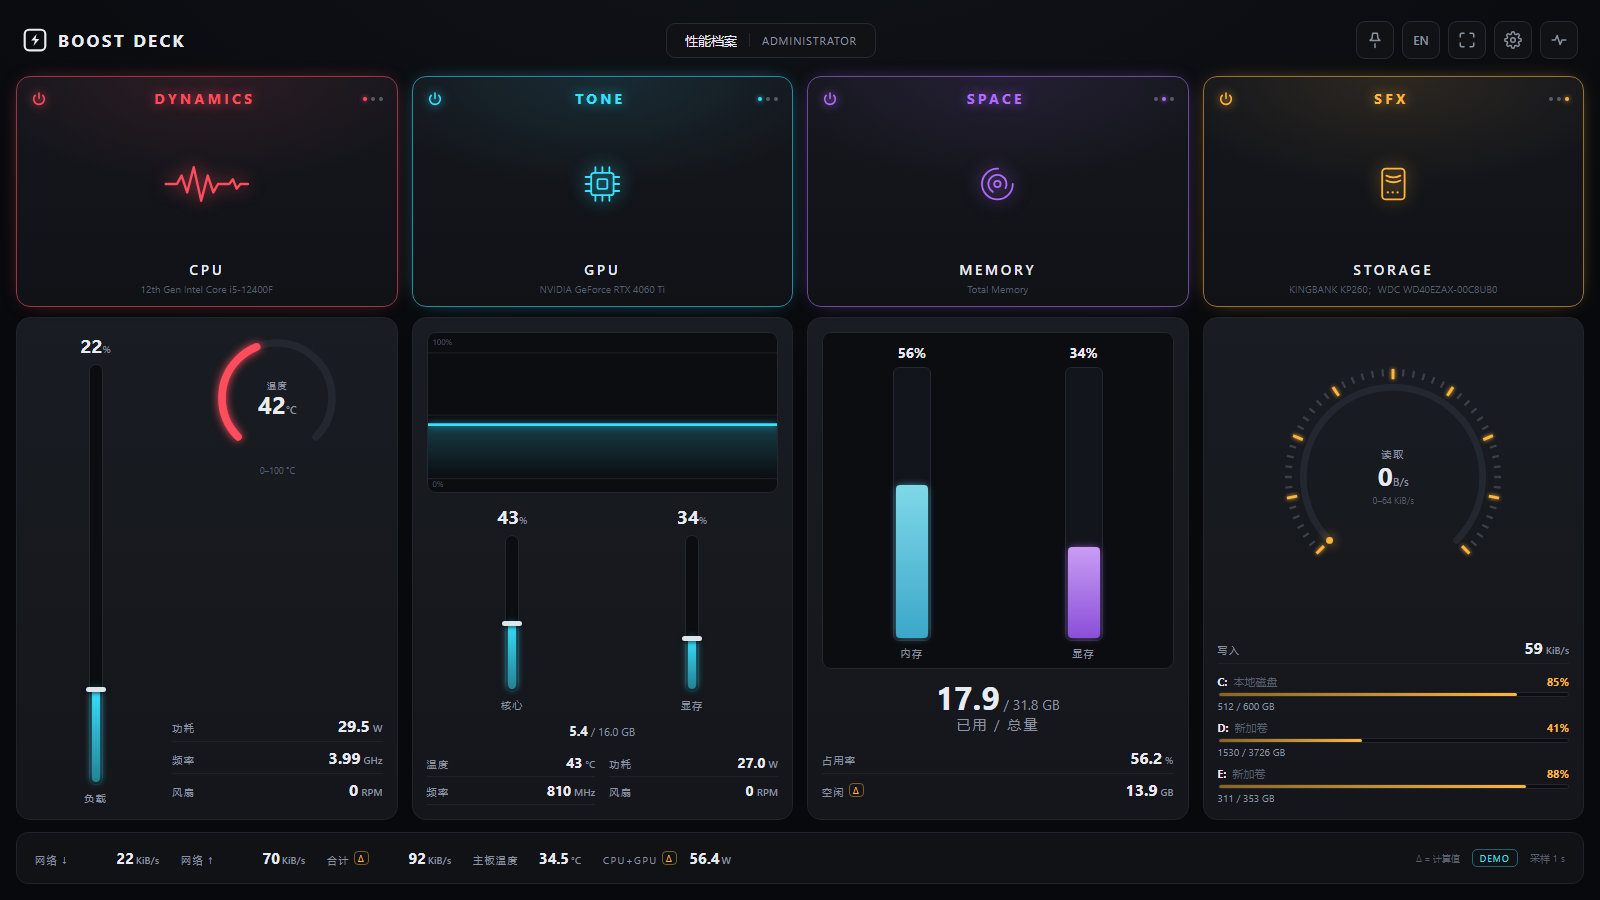 BOOST DECK
性能档案 ADMINISTRATOR
EN
DYNAMICS
CPU
12th Gen Intel Core i5-12400F
TONE
GPU
NVIDIA GeForce RTX 4060 Ti
SPACE
MEMORY
Total Memory
SFX
STORAGE
KINGBANK KP260; WDC WD40EZAX-00C8UB0
22%
负载
温度
42°C
0–100 °C
功耗 29.5 W
频率 3.99 GHz
风扇 0 RPM
100%
0%
43%
核心
34%
显存
5.4 / 16.0 GB
温度 43 °C 功耗 27.0 W
频率 810 MHz 风扇 0 RPM
56%
内存
34%
显存
17.9 / 31.8 GB
已用 / 总量
占用率 56.2 %
空闲 Δ 13.9 GB
读取
0B/s
0–64 KiB/s
写入 59 KiB/s
C: 本地磁盘 85%
512 / 600 GB
D: 新加卷 41%
1530 / 3726 GB
E: 新加卷 88%
311 / 353 GB
网络 ↓ 22 KiB/s 网络 ↑ 70 KiB/s 合计 Δ 92 KiB/s 主板温度 34.5 °C CPU+GPU Δ 56.4 W
Δ = 计算值 DEMO 采样 1 s